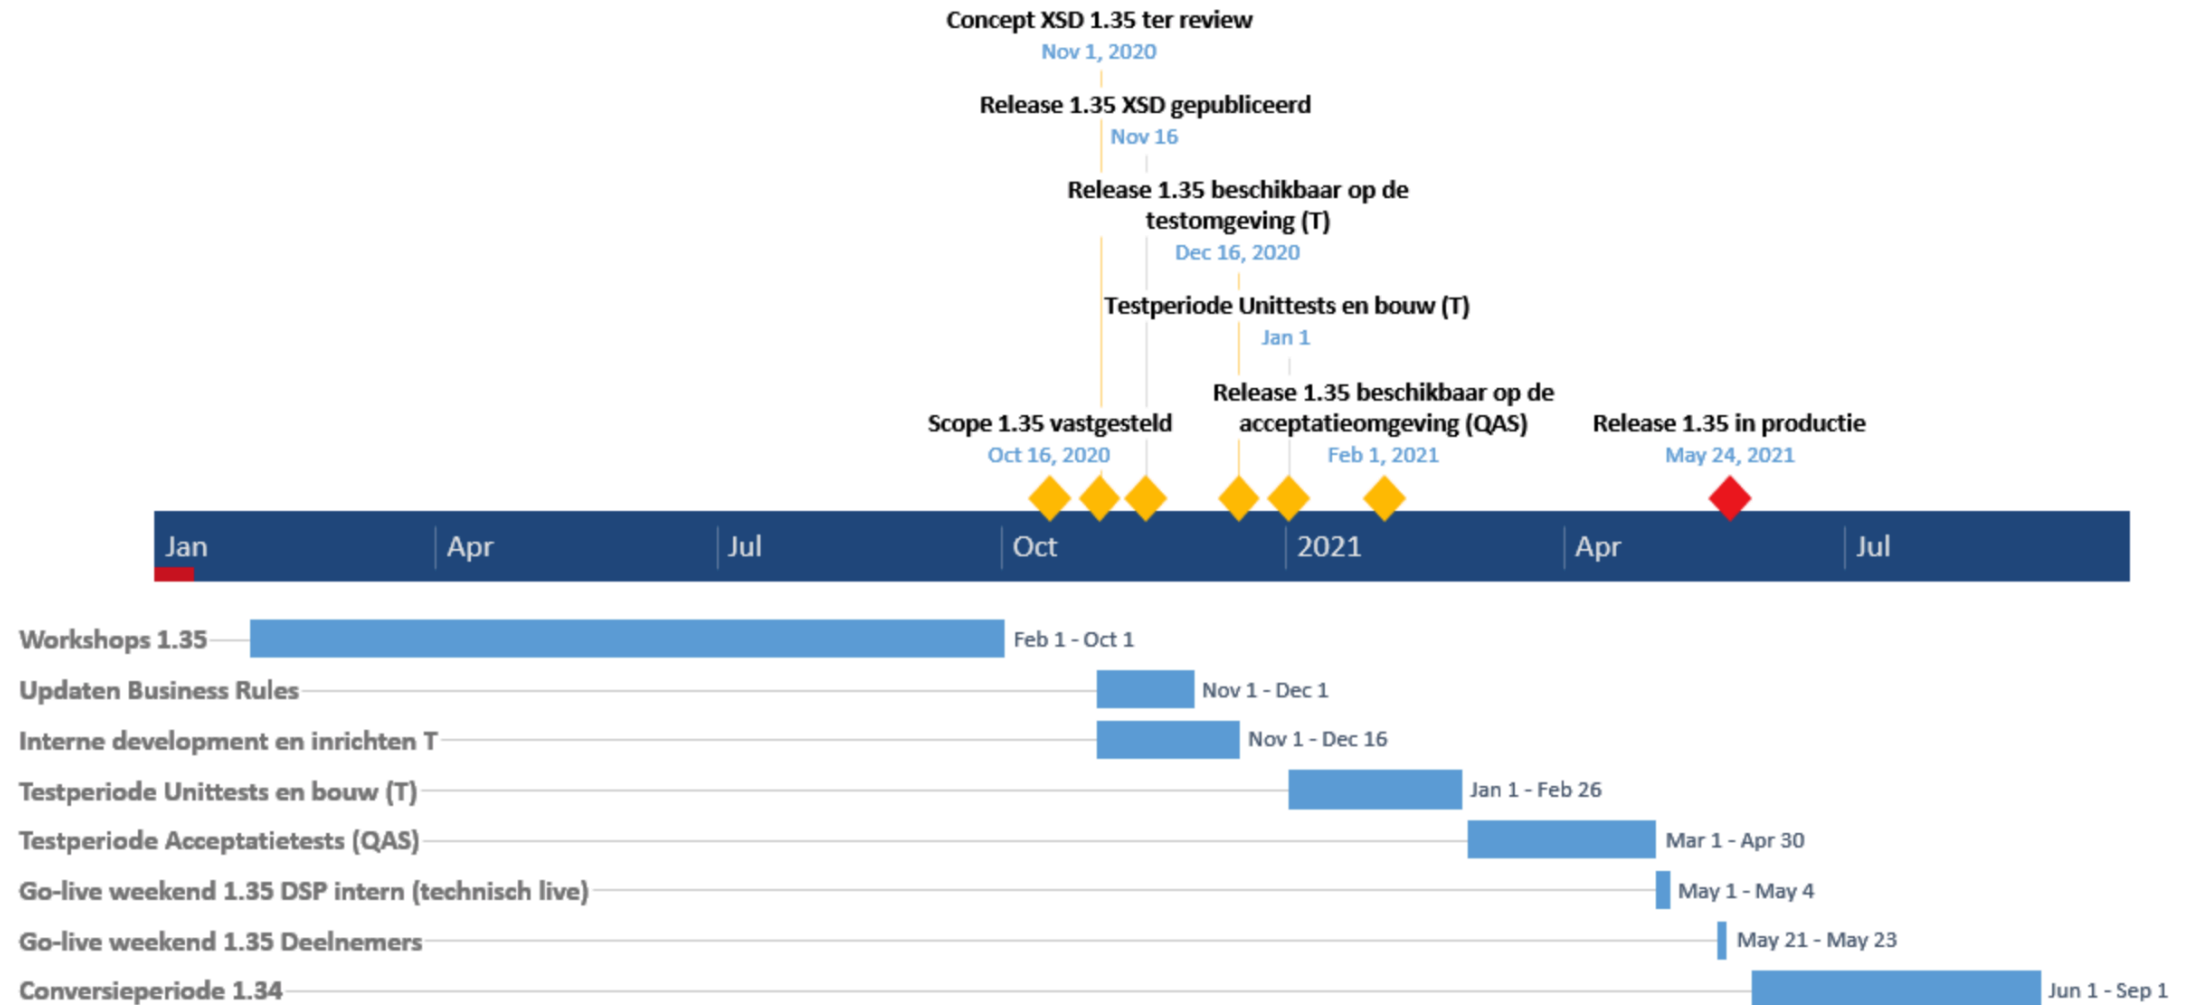 Concept XSD 1.35 ter review
Nov 1, 2020
Release 1.35 XSD gepubliceerd
Nov 16
Release 1.35 beschikbaar op de
testomgeving (T)
Dec 16, 2020
Testperiode Unittests en bouw (T)
Jan 1
Release 1.35 beschikbaar op de
Scope 1.35 vastgesteld acceptatieomgeving (QAS) Release 1.35 in productie
Oct 16, 2020 Feb 1, 2021 May 24, 2021
Jan Apr Jul Oct 2021 Apr Jul
Workshops 1.35 Feb 1 - Oct 1
Updaten Business Rules Nov 1 - Dec 1
Interne development en inrichten T Nov 1 - Dec 16
Testperiode Unittests en bouw (T) Jan 1 - Feb 26
Testperiode Acceptatietests (QAS) Mar 1 - Apr 30
Go-live weekend 1.35 DSP intern (technisch live) May 1 - May 4
Go-live weekend 1.35 Deelnemers May 21 - May 23
Conversieperiode 1.34 Jun 1 - Sep 1